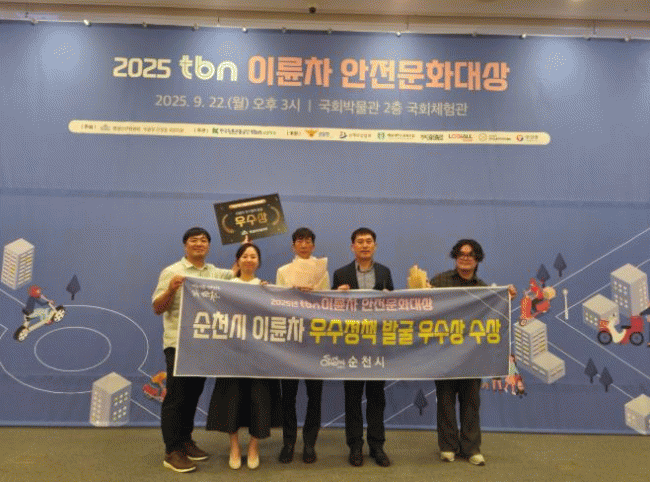 2025 tbn 이륜차 안전문화대상
2025. 9. 22.(월) 오후 3시 | 국회박물관 2층 국회체험관
우수상
2025년 tbn 이륜차 안전문화대상
순천시 이륜차 우수정책 발굴 우수상 수상
순천시
tbn